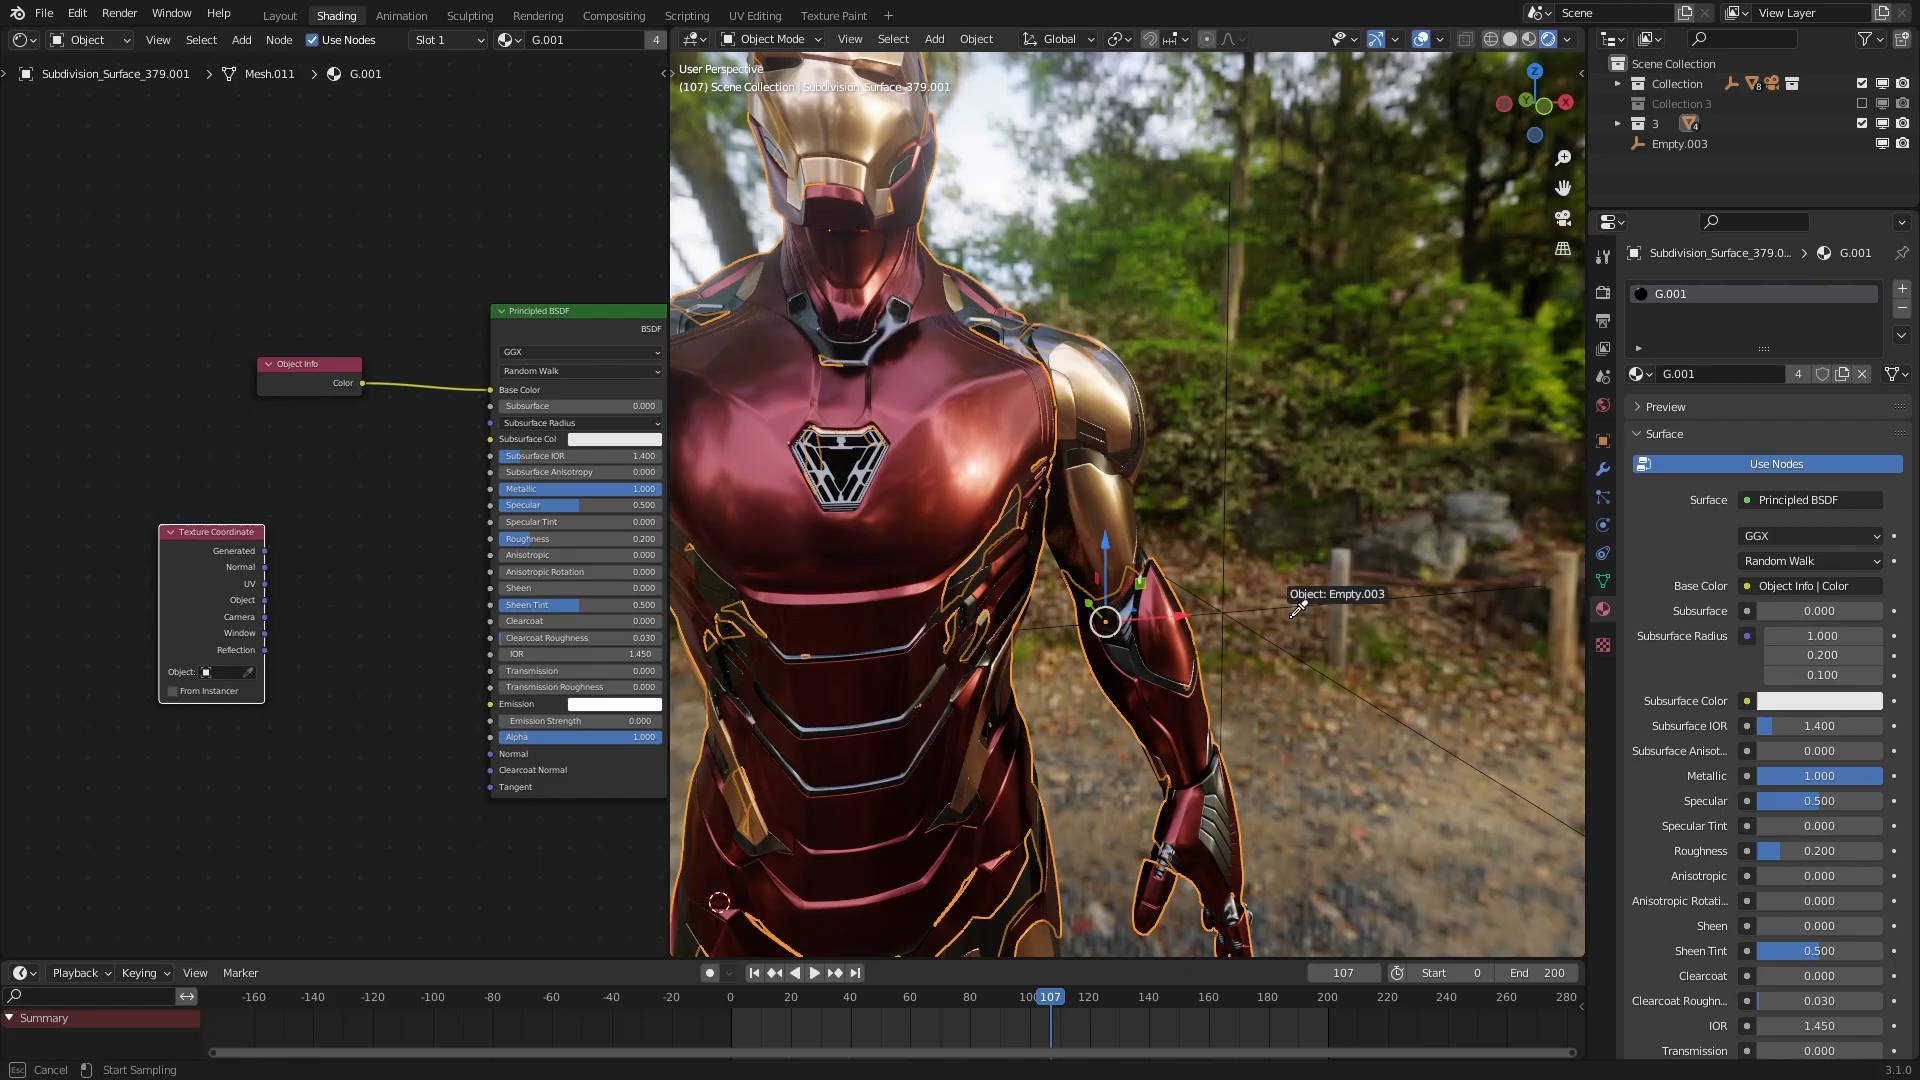 File Edit Render Window Help Layout Shading Animation Sculpting Rendering Compositing Scripting UV Editing Texture Paint Scene View Layer
Object View Select Add Node Use Nodes Slot 1 G.001 4 Object Mode View Select Add Object Global
Subdivision_Surface_379.001 Mesh.011 G.001
User Perspective
(107) Scene Collection | Subdivision_Surface_379.001
Z
Y
X
Object: Empty.003
Object Info
Color
Texture Coordinate
Generated
Normal
UV
Object
Camera
Window
Reflection
Object:
From Instancer
Principled BSDF
BSDF
GGX
Random Walk
Base Color
Subsurface 0.000
Subsurface Radius
Subsurface Col
Subsurface IOR 1.400
Subsurface Anisotropy 0.000
Metallic 1.000
Specular 0.500
Specular Tint 0.000
Roughness 0.200
Anisotropic 0.000
Anisotropic Rotation 0.000
Sheen 0.000
Sheen Tint 0.500
Clearcoat 0.000
Clearcoat Roughness 0.030
IOR 1.450
Transmission 0.000
Transmission Roughness 0.000
Emission
Emission Strength 0.000
Alpha 1.000
Normal
Clearcoat Normal
Tangent
Scene Collection
Collection 8
Collection 3
3 4
Empty.003
Subdivision_Surface_379.0... G.001
G.001
G.001 4
Preview
Surface
Use Nodes
Surface Principled BSDF
GGX
Random Walk
Base Color Object Info | Color
Subsurface 0.000
Subsurface Radius 1.000
0.200
0.100
Subsurface Color
Subsurface IOR 1.400
Subsurface Anisot... 0.000
Metallic 1.000
Specular 0.500
Specular Tint 0.000
Roughness 0.200
Anisotropic 0.000
Anisotropic Rotati... 0.000
Sheen 0.000
Sheen Tint 0.500
Clearcoat 0.000
Clearcoat Roughn... 0.030
IOR 1.450
Transmission 0.000
Playback Keying View Marker 107 Start 0 End 200
-160 -140 -120 -100 -80 -60 -40 -20 0 20 40 60 80 100 107 120 140 160 180 200 220 240 260 280
Summary
Esc Cancel Start Sampling 3.1.0